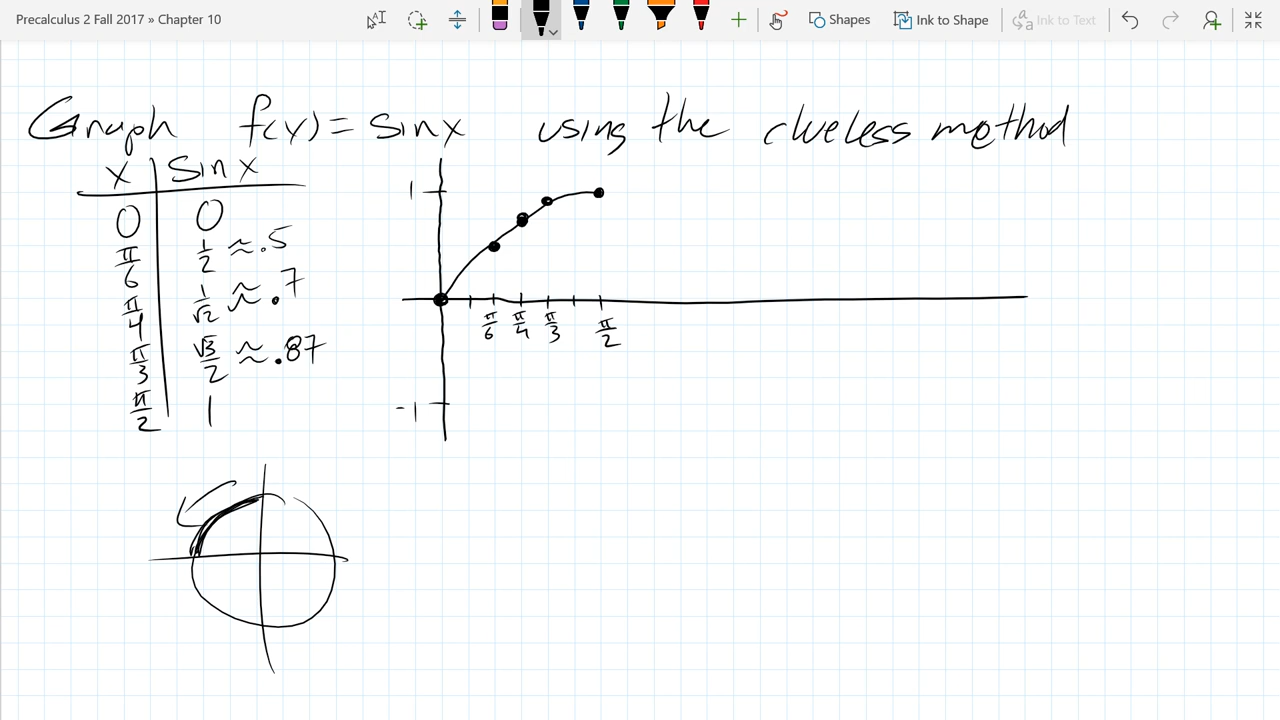 Precalculus 2 Fall 2017 » Chapter 10
Shapes
Ink to Shape
Ink to Text
Graph f(x) = sin x using the clueless method
x sin x
0 0
π/6 1/2 ≈ .5
π/4 1/√2 ≈ .7
π/3 √3/2 ≈ .87
π/2 1
1
π/6 π/4 π/3 π/2
-1